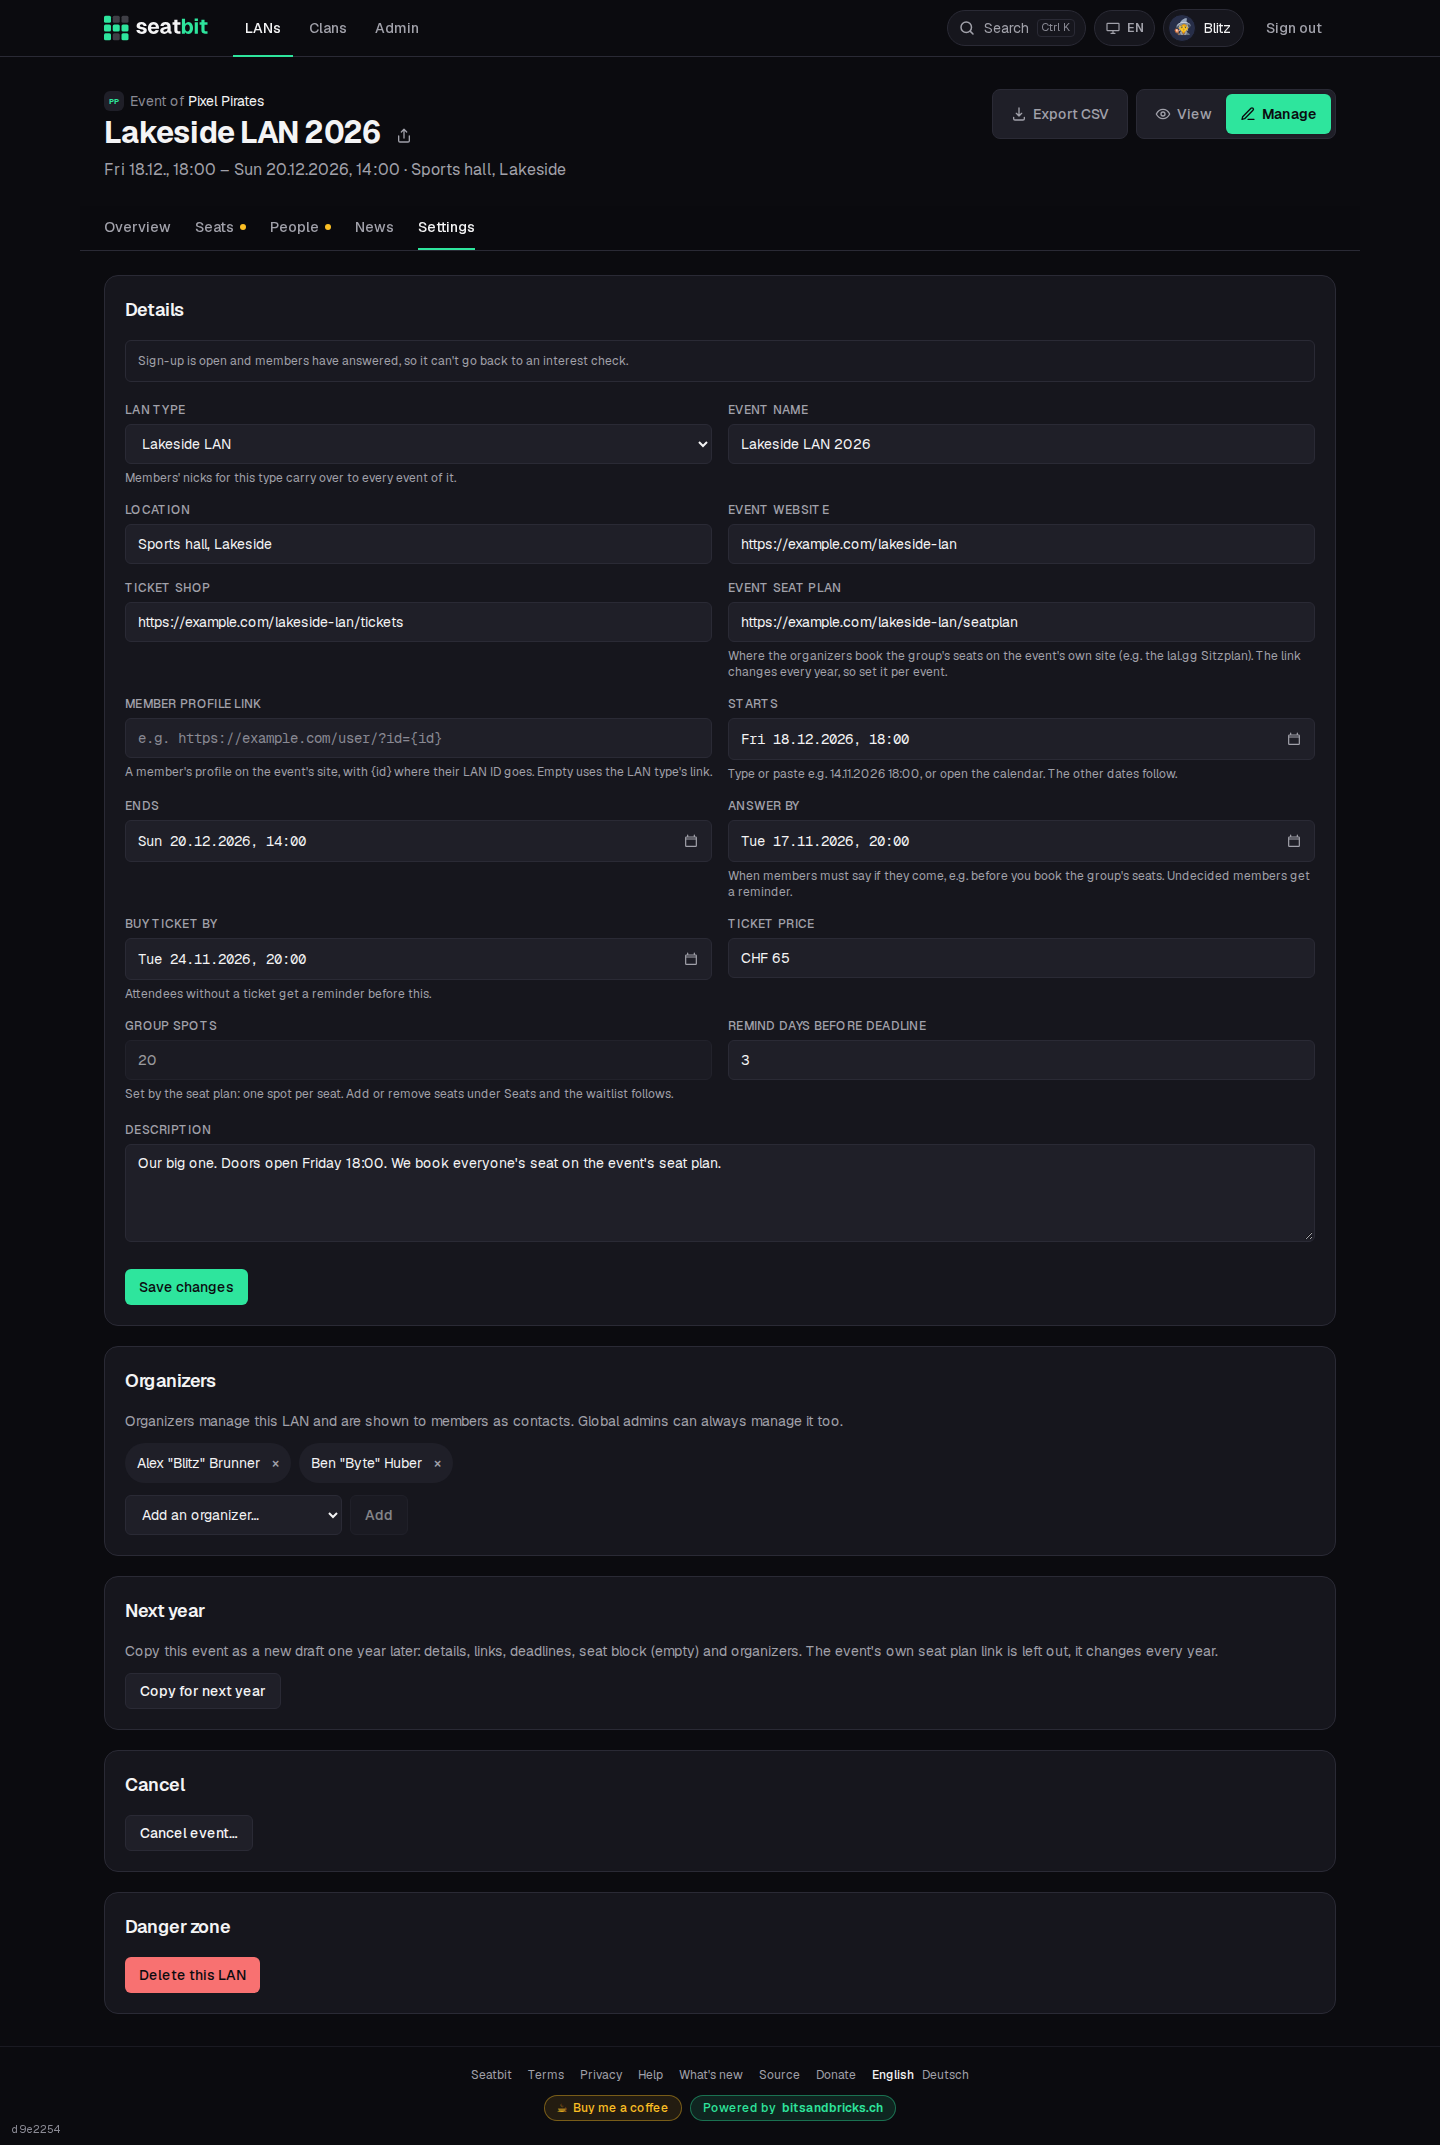 seatbit
LANs
Clans
Admin
Search Ctrl K
EN
Blitz
Sign out
PP Event of Pixel Pirates
Lakeside LAN 2026
Fri 18.12., 18:00 – Sun 20.12.2026, 14:00 · Sports hall, Lakeside
Export CSV
View
Manage
Overview
Seats
People
News
Settings
Details
Sign-up is open and members have answered, so it can't go back to an interest check.
LAN TYPE
Lakeside LAN
Members' nicks for this type carry over to every event of it.
EVENT NAME
Lakeside LAN 2026
LOCATION
Sports hall, Lakeside
EVENT WEBSITE
https://example.com/lakeside-lan
TICKET SHOP
https://example.com/lakeside-lan/tickets
EVENT SEAT PLAN
https://example.com/lakeside-lan/seatplan
Where the organizers book the group's seats on the event's own site (e.g. the lal.gg Sitzplan). The link
changes every year, so set it per event.
MEMBER PROFILE LINK
e.g. https://example.com/user/?id={id}
A member's profile on the event's site, with {id} where their LAN ID goes. Empty uses the LAN type's link.
STARTS
Fri 18.12.2026, 18:00
Type or paste e.g. 14.11.2026 18:00, or open the calendar. The other dates follow.
ENDS
Sun 20.12.2026, 14:00
ANSWER BY
Tue 17.11.2026, 20:00
When members must say if they come, e.g. before you book the group's seats. Undecided members get
a reminder.
BUY TICKET BY
Tue 24.11.2026, 20:00
Attendees without a ticket get a reminder before this.
TICKET PRICE
CHF 65
GROUP SPOTS
20
Set by the seat plan: one spot per seat. Add or remove seats under Seats and the waitlist follows.
REMIND DAYS BEFORE DEADLINE
3
DESCRIPTION
Our big one. Doors open Friday 18:00. We book everyone's seat on the event's seat plan.
Save changes
Organizers
Organizers manage this LAN and are shown to members as contacts. Global admins can always manage it too.
Alex "Blitz" Brunner ×
Ben "Byte" Huber ×
Add an organizer…
Add
Next year
Copy this event as a new draft one year later: details, links, deadlines, seat block (empty) and organizers. The event's own seat plan link is left out, it changes every year.
Copy for next year
Cancel
Cancel event…
Danger zone
Delete this LAN
Seatbit
Terms
Privacy
Help
What's new
Source
Donate
English
Deutsch
Buy me a coffee
Powered by bitsandbricks.ch
d9e2254